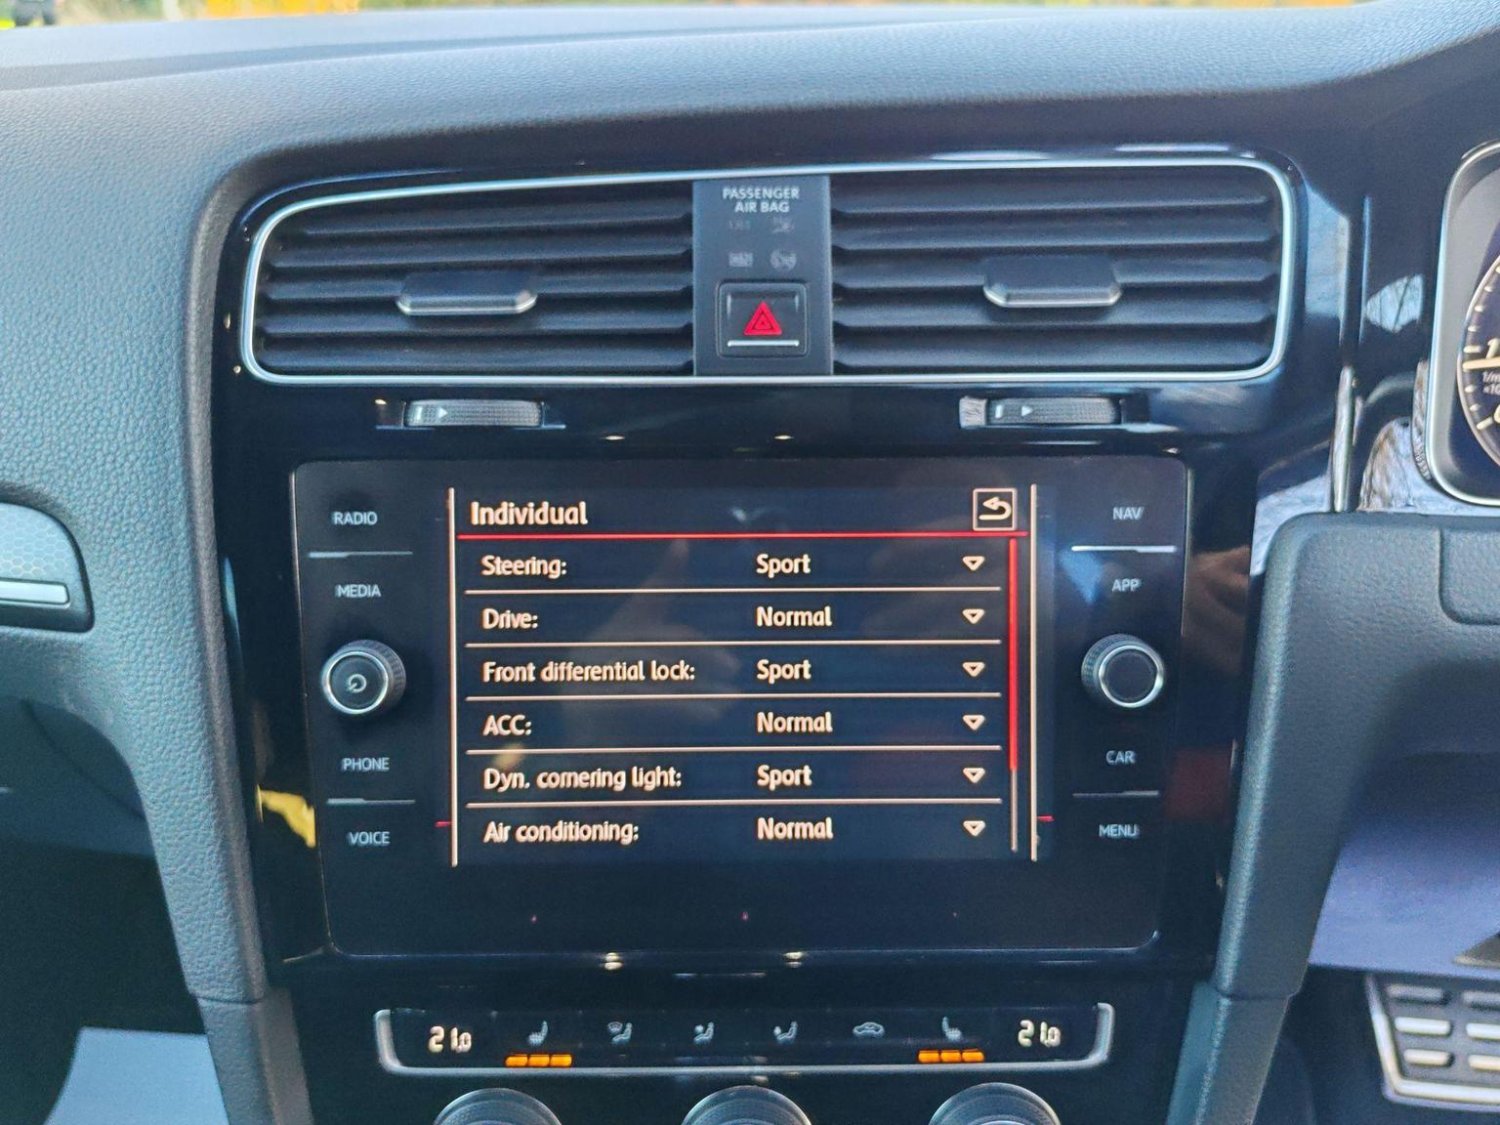 PASSENGER
AIR BAG
RADIO
MEDIA
PHONE
VOICE
Individual
Steering: Sport
Drive: Normal
Front differential lock: Sport
ACC: Normal
Dyn. cornering light: Sport
Air conditioning: Normal
NAV
APP
CAR
MENU
21.0
21.0